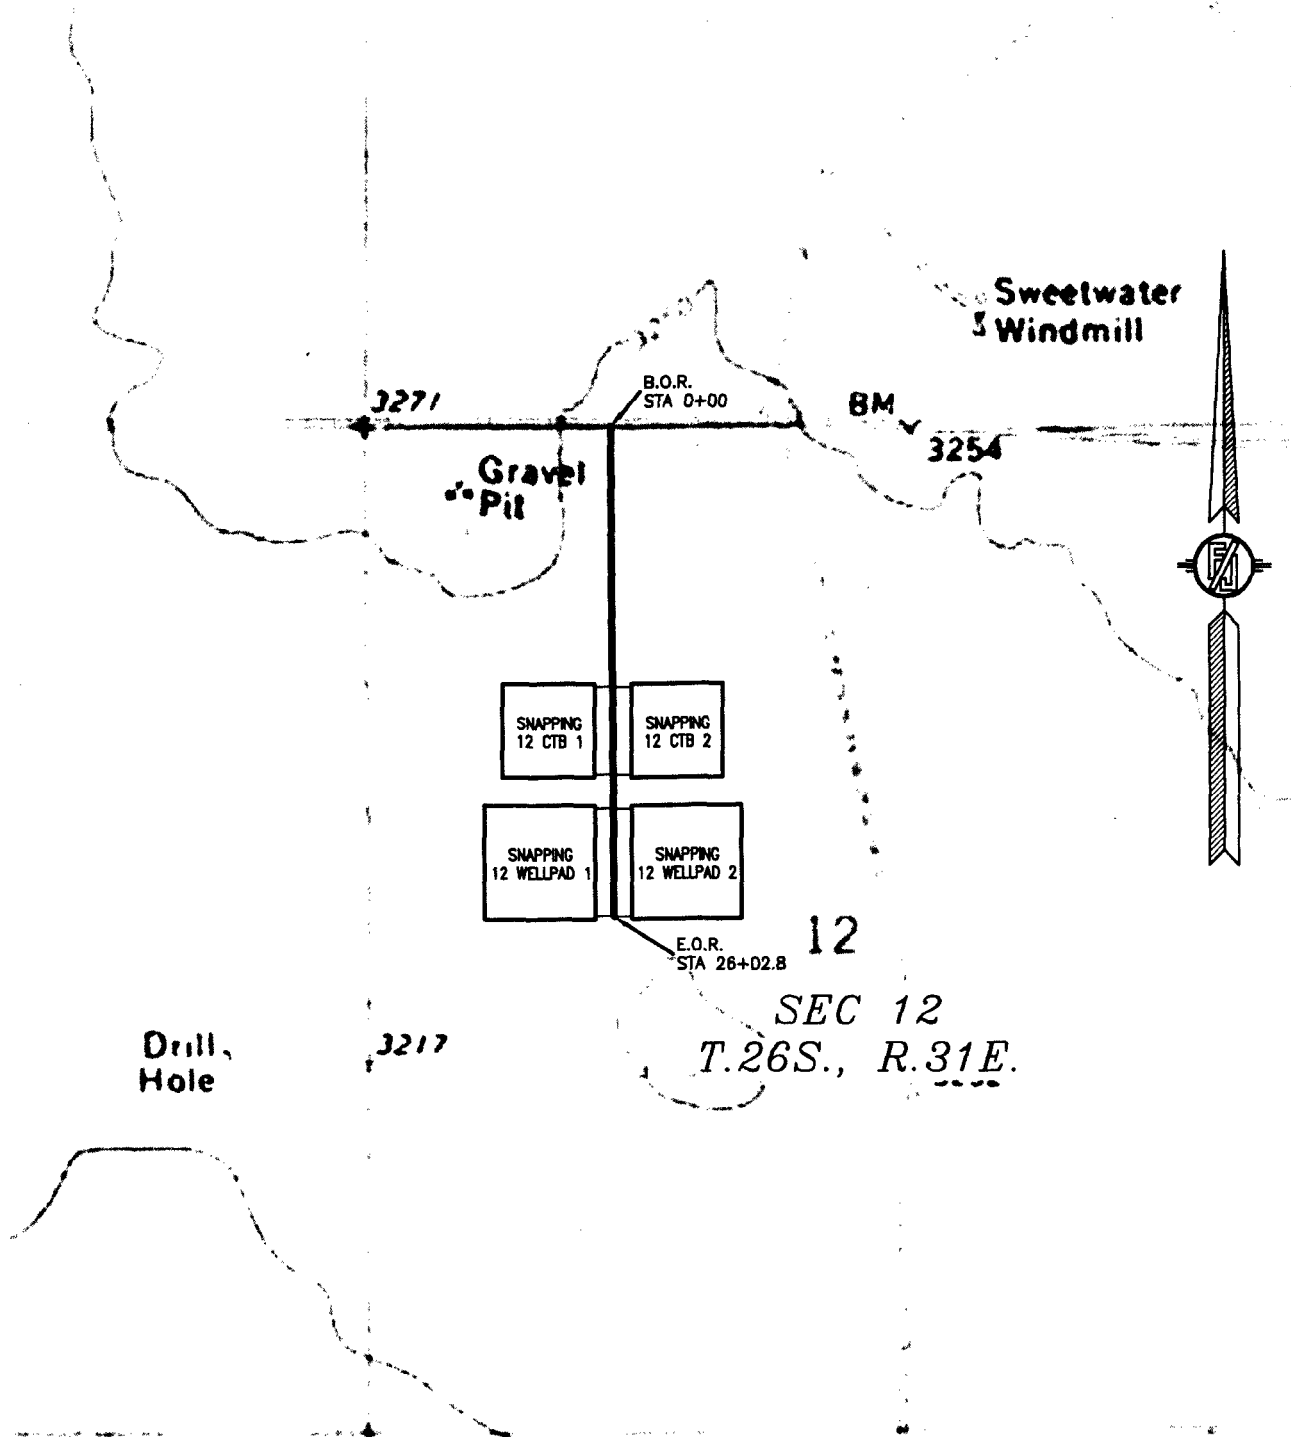 Sweetwater
Windmill
3250
B.O.R.
STA 0+00
3271
BM
3254
Gravel
Pit
SNAPPING
12 CTB 1
SNAPPING
12 CTB 2
SNAPPING
12 WELLPAD 1
SNAPPING
12 WELLPAD 2
12
E.O.R.
STA 26+02.8
SEC 12
T.26S., R.31E.
Drill
Hole
3217